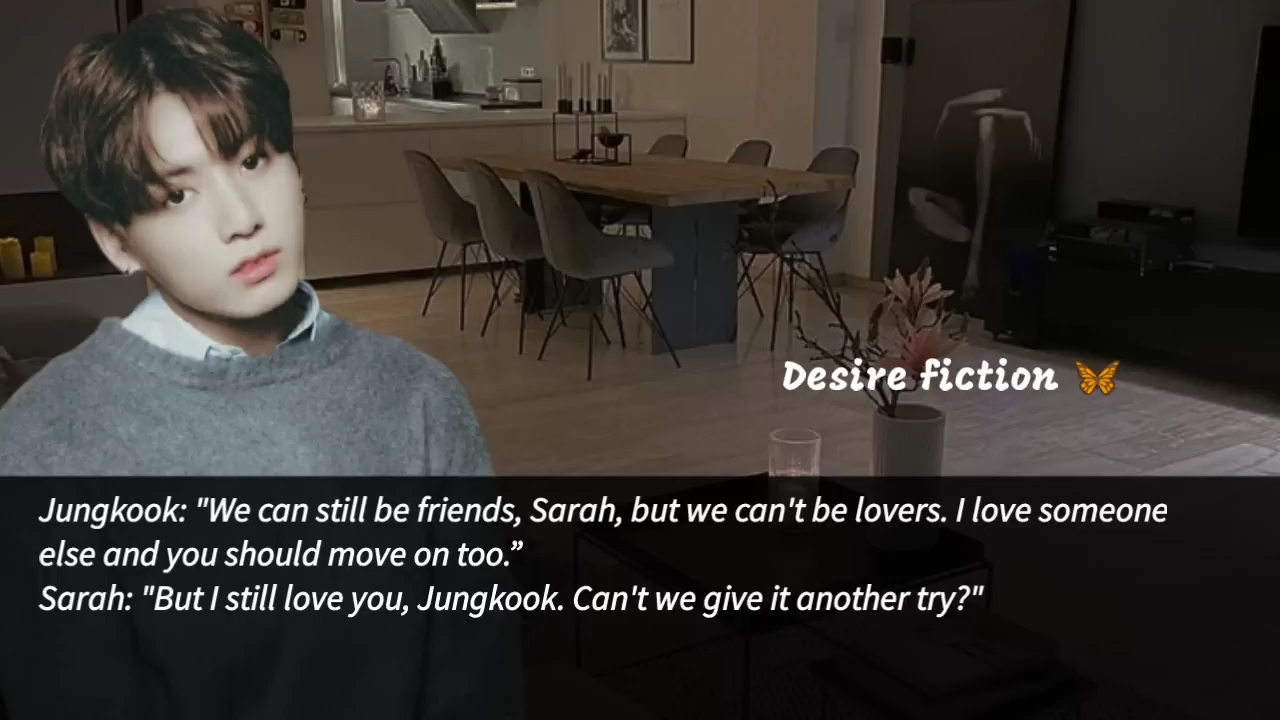 Desire fiction 🦋
Jungkook: "We can still be friends, Sarah, but we can't be lovers. I love someone
else and you should move on too.”
Sarah: "But I still love you, Jungkook. Can't we give it another try?"